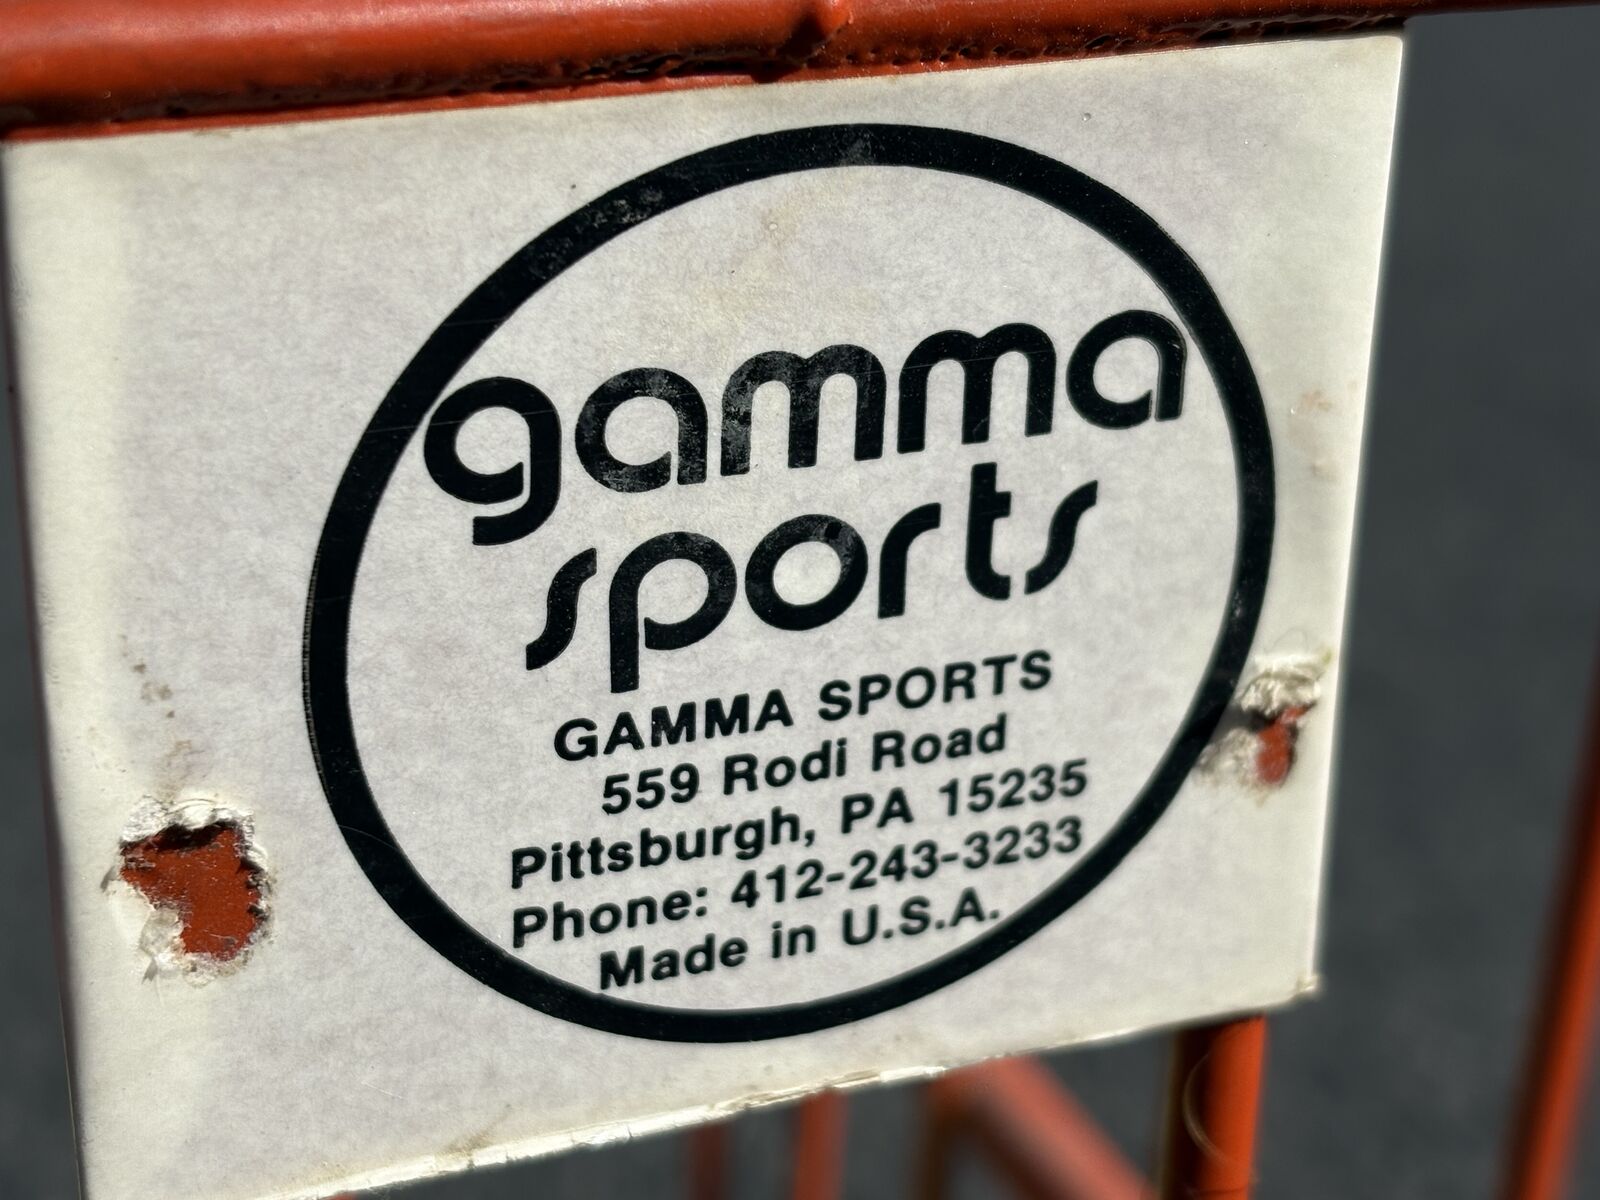 gamma
sports
GAMMA SPORTS
559 Rodi Road
Pittsburgh, PA 15235
Phone: 412-243-3233
Made in U.S.A.